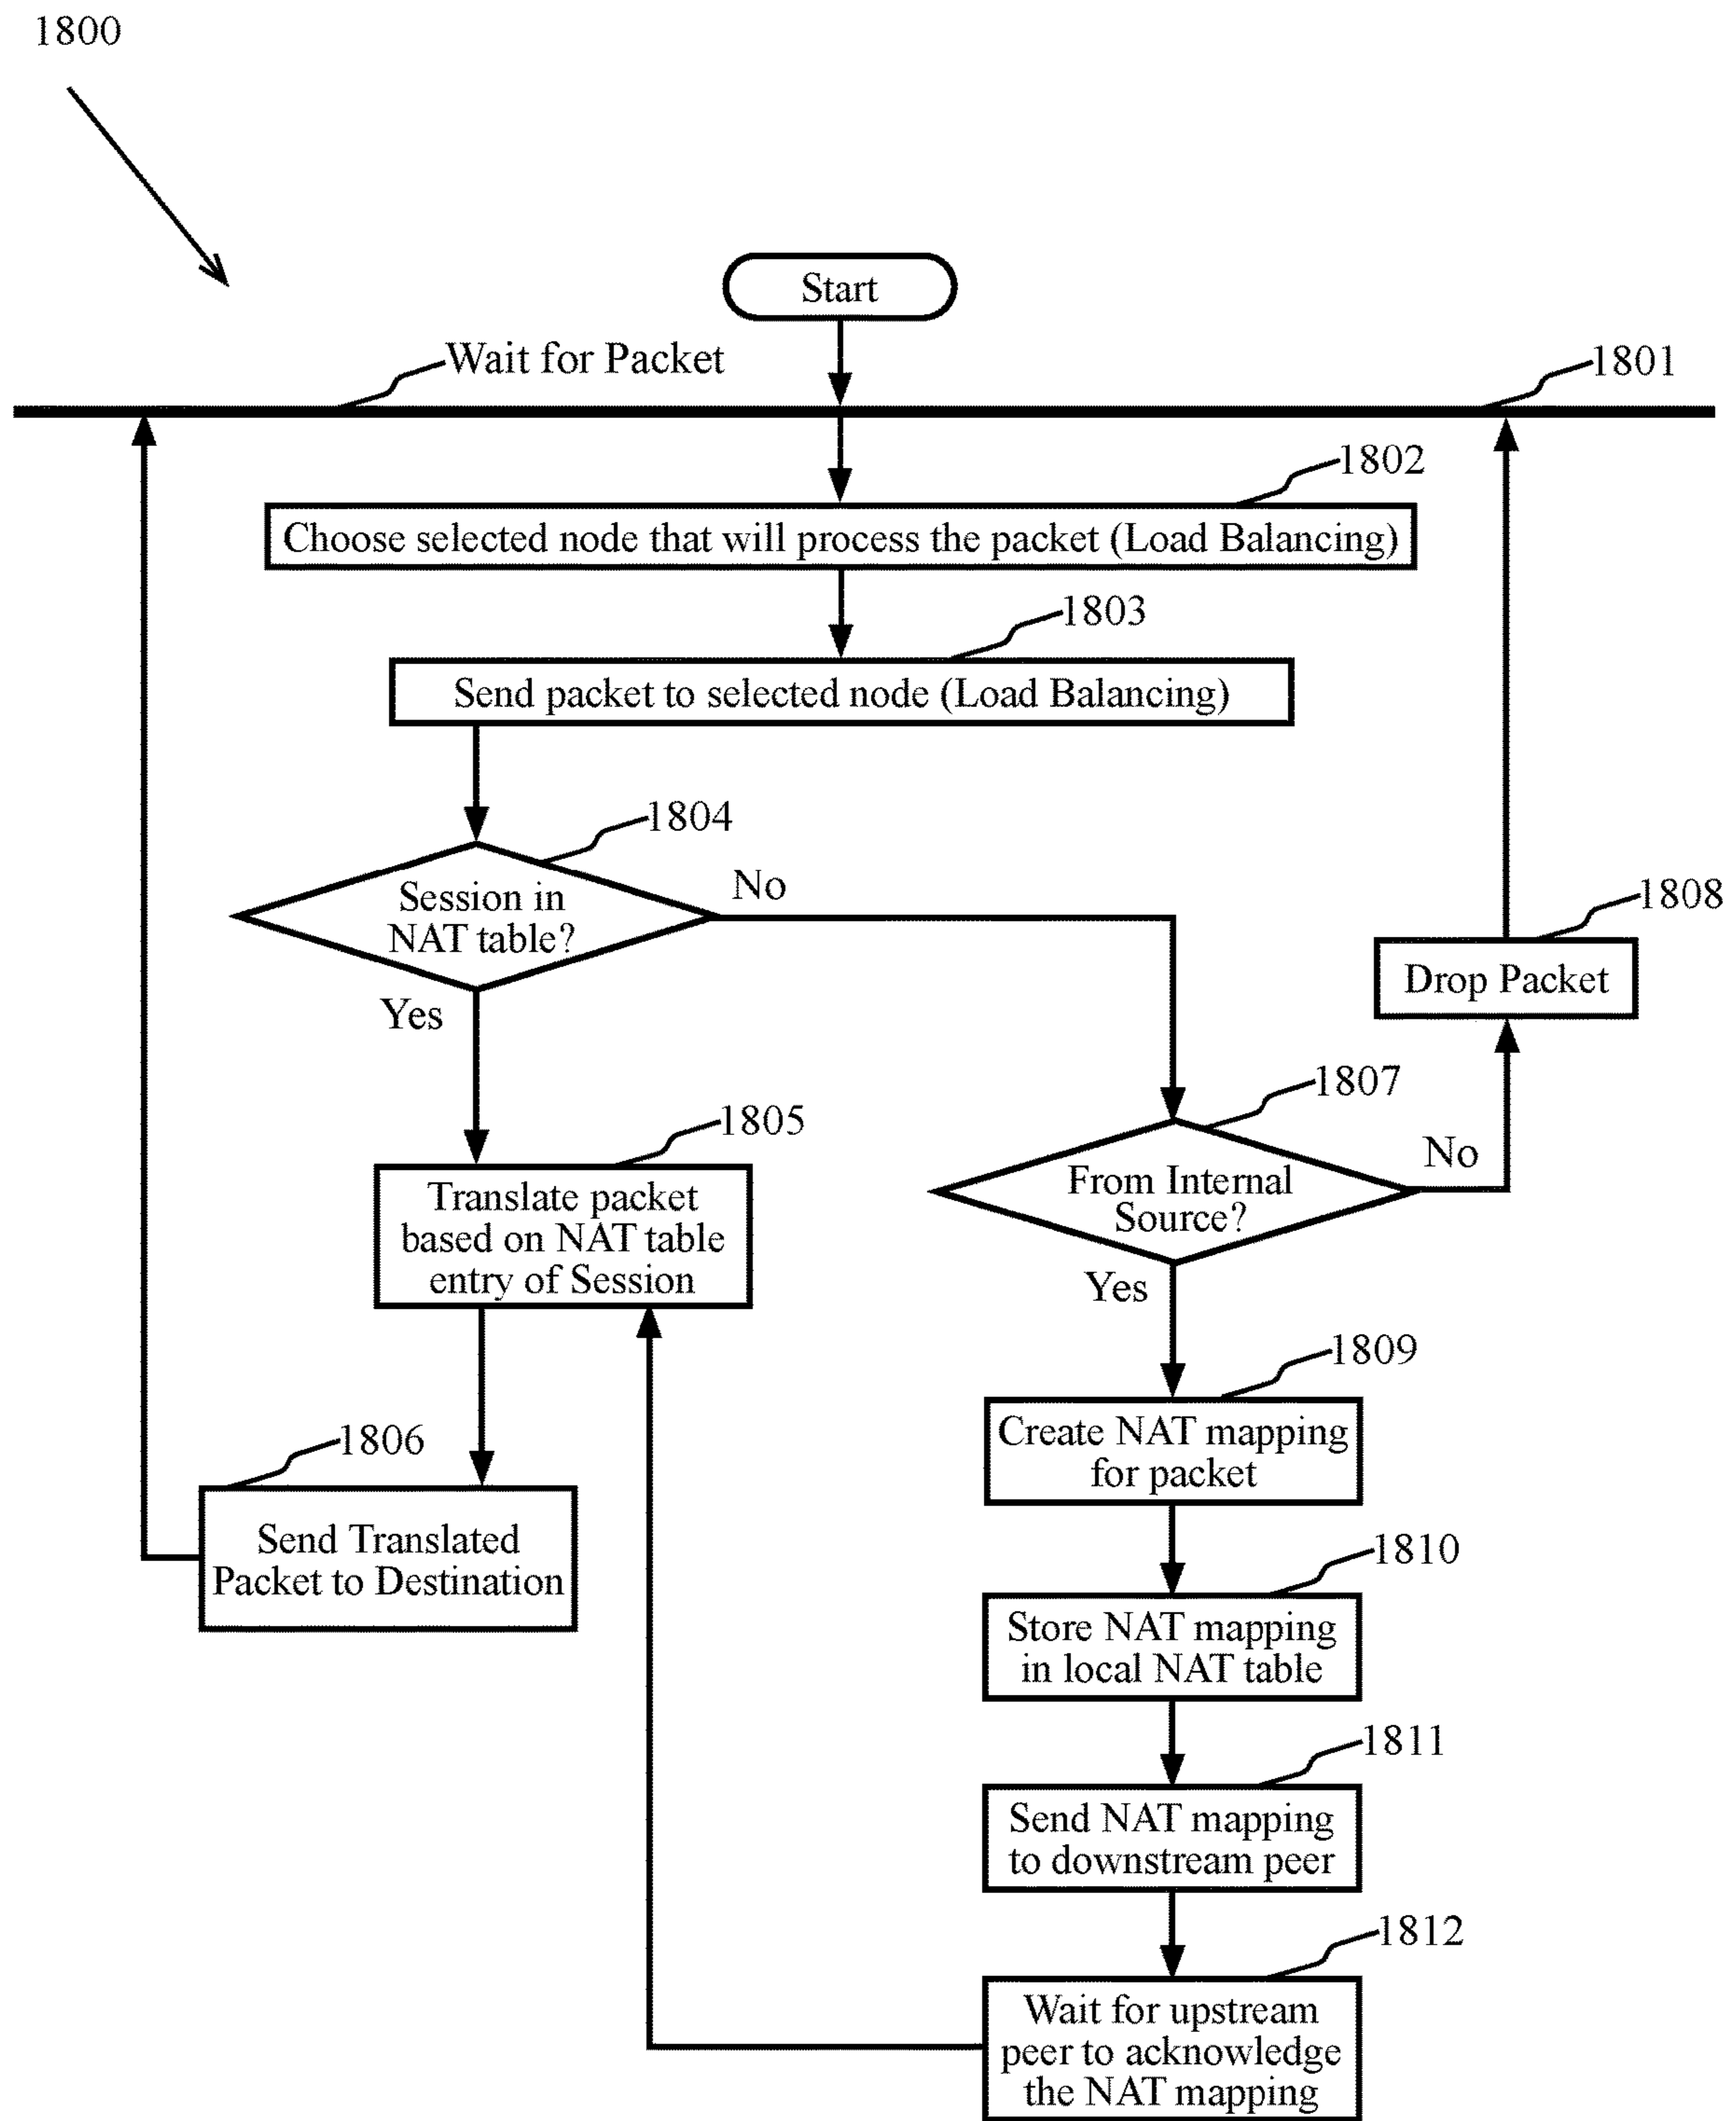 1800
Start
Wait for Packet
1801
1802
Choose selected node that will process the packet (Load Balancing)
1803
Send packet to selected node (Load Balancing)
1804
Session in
NAT table?
No
Yes
1808
Drop Packet
1807
From Internal
Source?
No
Yes
1805
Translate packet
based on NAT table
entry of Session
1806
Send Translated
Packet to Destination
1809
Create NAT mapping
for packet
1810
Store NAT mapping
in local NAT table
1811
Send NAT mapping
to downstream peer
1812
Wait for upstream
peer to acknowledge
the NAT mapping